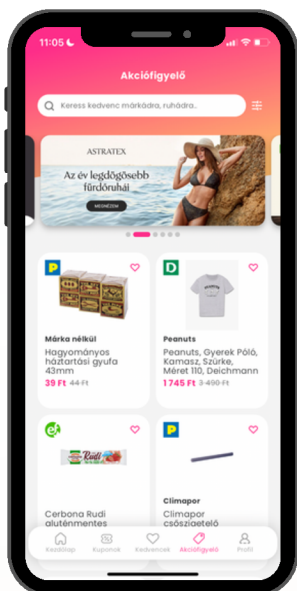 11:05
Akciófigyelő
Keress kedvenc márkádra, ruhádra..
ASTRATEX
Az év legdögösebb
fürdőruhái
MEGNÉZEM
P
D
Márka nélkül
Hagyományos
háztartási gyufa
43mm
39 Ft 44 Ft
Peanuts
Peanuts, Gyerek Póló,
Kamasz, Szürke,
Méret 110, Deichmann
1 745 Ft 3 490 Ft
P
Rudi
Cerbona Rudi
gluténmentes
Climapor
Climapor
csőszigetelő
Kezdőlap
Kuponok
Kedvencek
Akciófigyelő
Profil